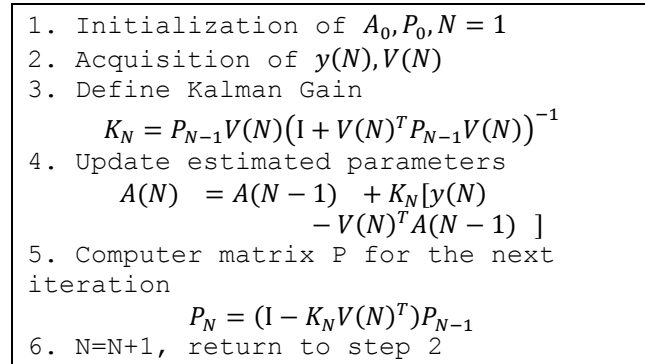 1. Initialization of A₀, P₀, N = 1
2. Acquisition of y(N), V(N)
3. Define Kalman Gain
K_N = P_{N−1}V(N)(I + V(N)^T P_{N−1}V(N))^{−1}
4. Update estimated parameters
A(N) = A(N − 1) + K_N[y(N)
− V(N)^T A(N − 1) ]
5. Computer matrix P for the next
iteration
P_N = (I − K_N V(N)^T)P_{N−1}
6. N=N+1, return to step 2